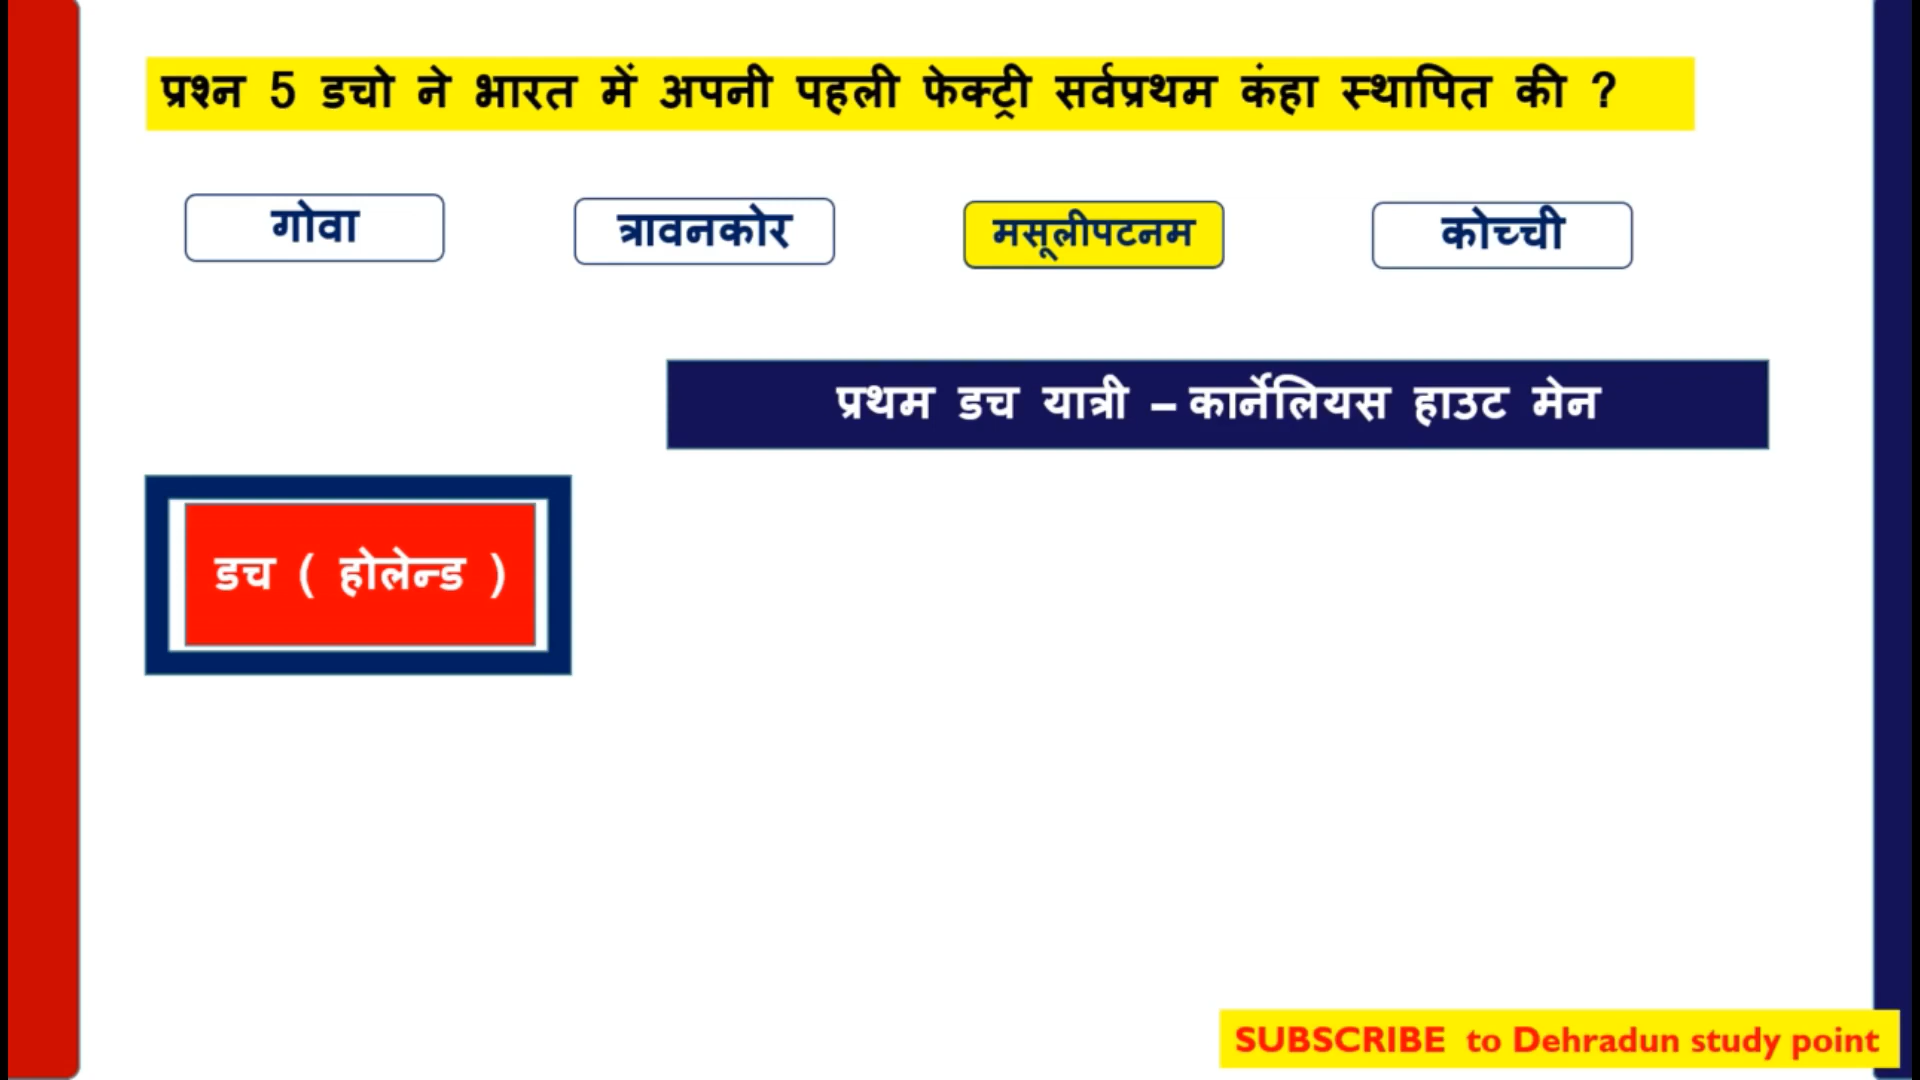 प्रश्न 5 डचो ने भारत में अपनी पहली फेक्ट्री सर्वप्रथम कंहा स्थापित की ?
गोवा
त्रावनकोर
मसूलीपटनम
कोच्ची
प्रथम डच यात्री – कार्नेलियस हाउट मेन
डच ( होलेन्ड )
SUBSCRIBE to Dehradun study point